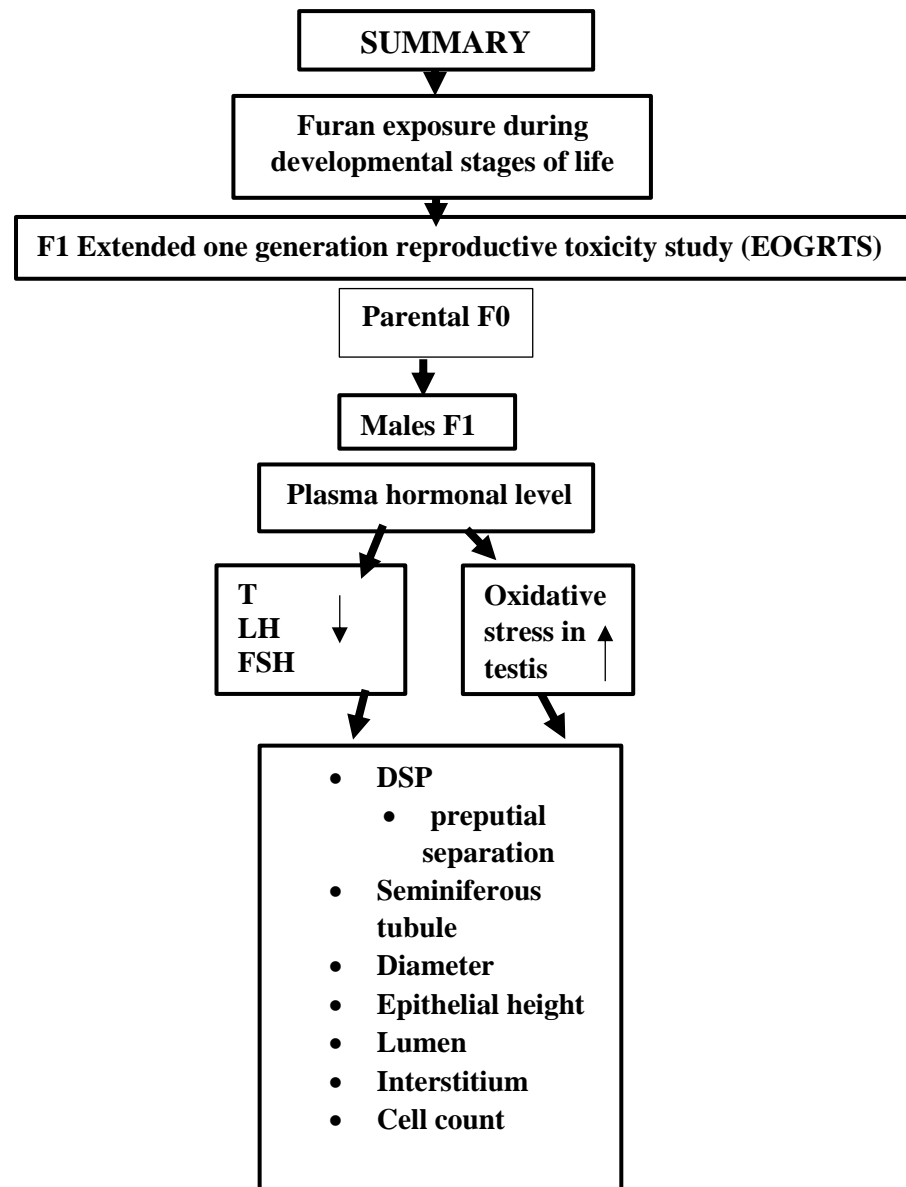 SUMMARY
Furan exposure during
developmental stages of life
F1 Extended one generation reproductive toxicity study (EOGRTS)
Parental F0
Males F1
Plasma hormonal level
T
LH
FSH
Oxidative
stress in
testis
• DSP
• preputial
separation
• Seminiferous
tubule
• Diameter
• Epithelial height
• Lumen
• Interstitium
• Cell count